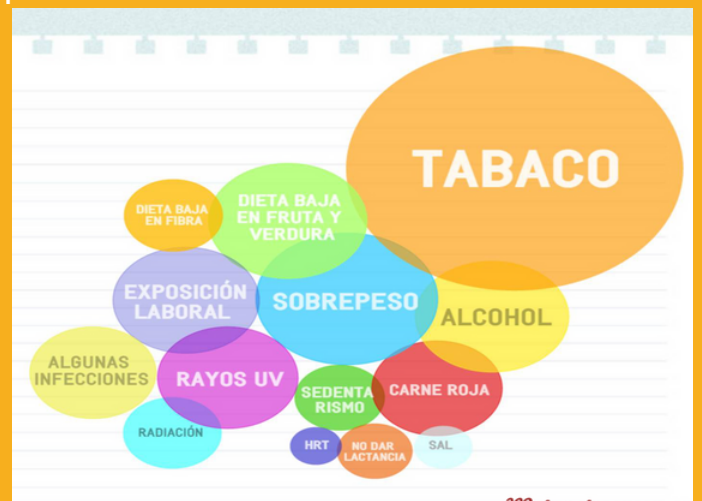 TABACO
DIETA BAJA
EN FIBRA
DIETA BAJA
EN FRUTA Y
VERDURA
EXPOSICIÓN
LABORAL
SOBREPESO
ALCOHOL
ALGUNAS
INFECCIONES
RAYOS UV
SEDENTA
RISMO
CARNE ROJA
RADIACIÓN
HRT
NO DAR
LACTANCIA
SAL